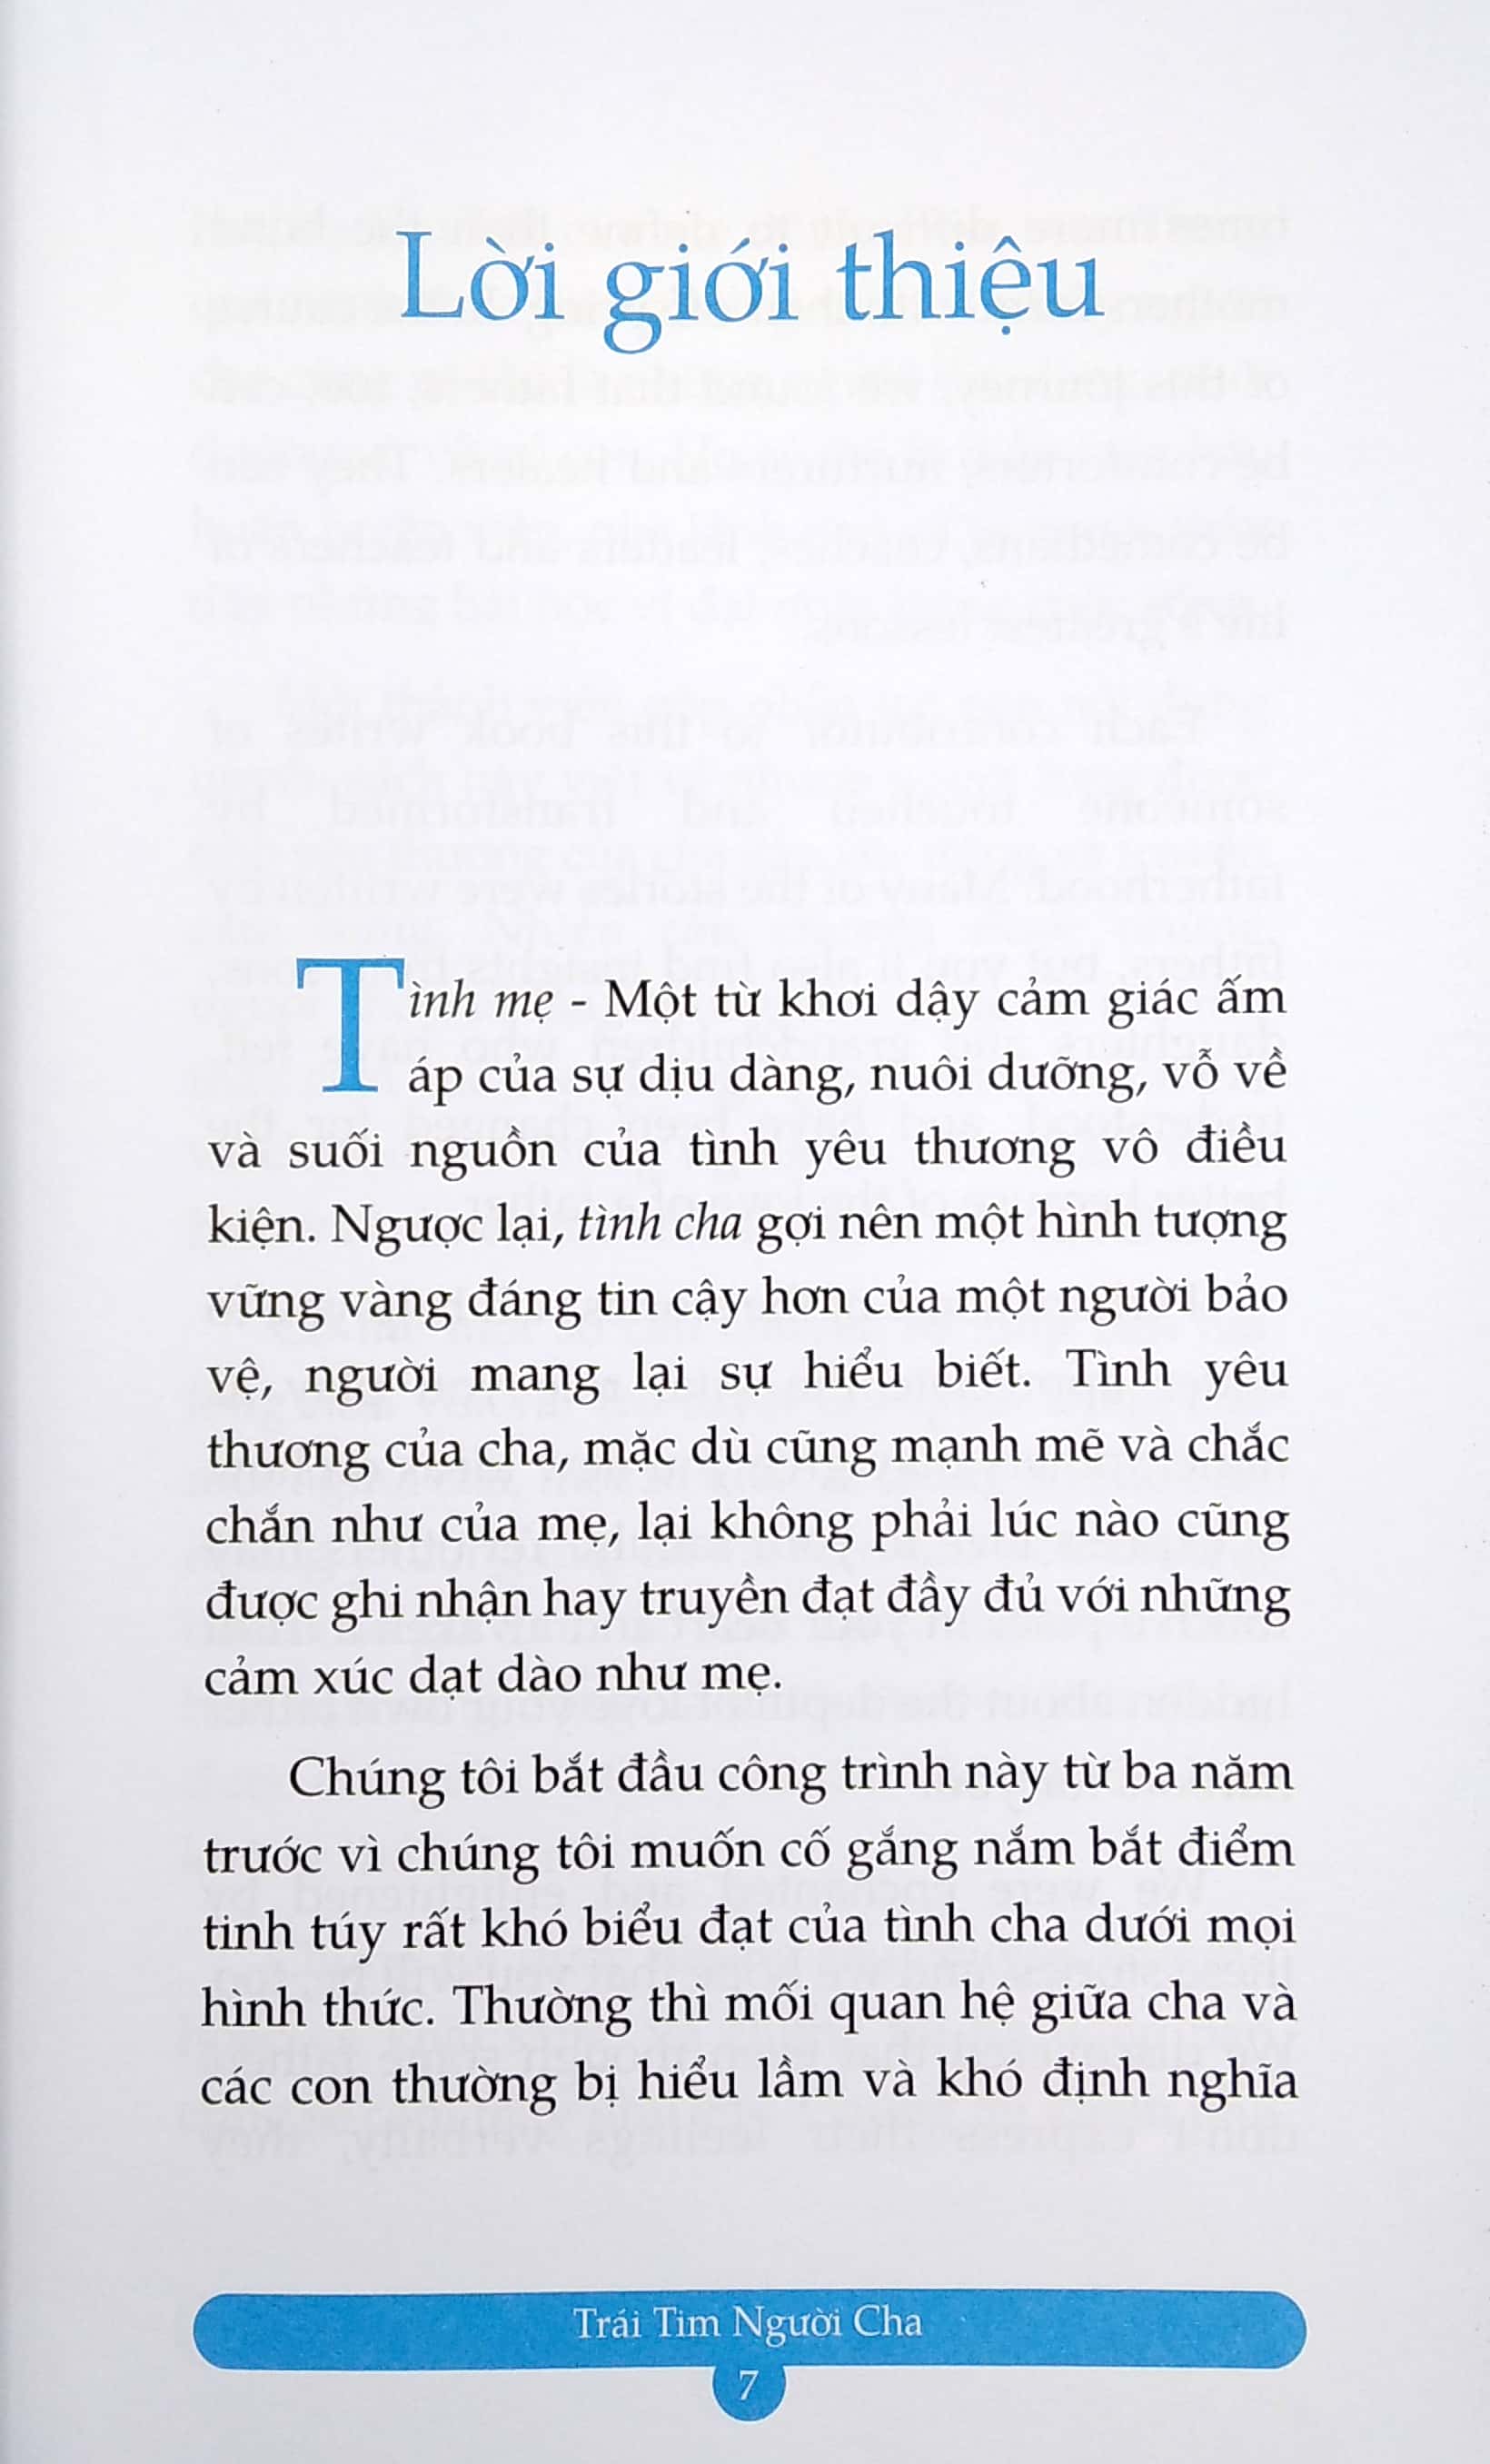 Lời giới thiệu
Tình mẹ - Một từ khơi dậy cảm giác ấm
áp của sự dịu dàng, nuôi dưỡng, vỗ về
và suối nguồn của tình yêu thương vô điều
kiện. Ngược lại, tình cha gợi nên một hình tượng
vững vàng đáng tin cậy hơn của một người bảo
vệ, người mang lại sự hiểu biết. Tình yêu
thương của cha, mặc dù cũng mạnh mẽ và chắc
chắn như của mẹ, lại không phải lúc nào cũng
được ghi nhận hay truyền đạt đầy đủ với những
cảm xúc dạt dào như mẹ.
Chúng tôi bắt đầu công trình này từ ba năm
trước vì chúng tôi muốn cố gắng nắm bắt điểm
tinh túy rất khó biểu đạt của tình cha dưới mọi
hình thức. Thường thì mối quan hệ giữa cha và
các con thường bị hiểu lầm và khó định nghĩa
Trái Tim Người Cha
7